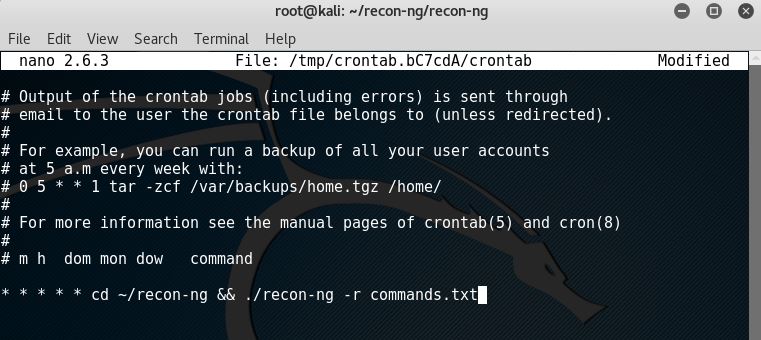 root@kali: ~/recon-ng/recon-ng
File Edit View Search Terminal Help
nano 2.6.3 File: /tmp/crontab.bC7cdA/crontab Modified
# Output of the crontab jobs (including errors) is sent through
# email to the user the crontab file belongs to (unless redirected).
#
# For example, you can run a backup of all your user accounts
# at 5 a.m every week with:
# 0 5 * * 1 tar -zcf /var/backups/home.tgz /home/
#
# For more information see the manual pages of crontab(5) and cron(8)
#
# m h  dom mon dow   command
* * * * * cd ~/recon-ng && ./recon-ng -r commands.txt